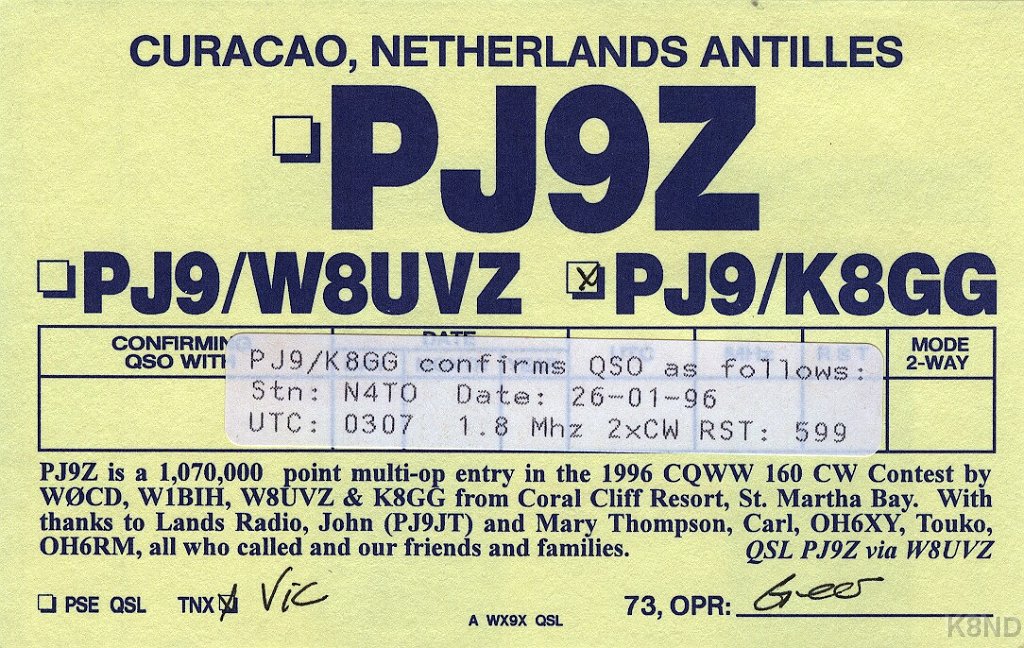 CURACAO, NETHERLANDS ANTILLES
PJ9Z
PJ9/W8UVZ
PJ9/K8GG
CONFIRMING QSO WITH
DATE
UTC
MHz
RST
MODE 2-WAY
PJ9/K8GG confirms QSO as follows:
Stn: N4TO Date: 26-01-96
UTC: 0307 1.8 Mhz 2xCW RST: 599
PJ9Z is a 1,070,000 point multi-op entry in the 1996 CQWW 160 CW Contest by
WØCD, W1BIH, W8UVZ & K8GG from Coral Cliff Resort, St. Martha Bay. With
thanks to Lands Radio, John (PJ9JT) and Mary Thompson, Carl, OH6XY, Touko,
OH6RM, all who called and our friends and families. QSL PJ9Z via W8UVZ
PSE QSL TNX Vic
73, OPR:
A WX9X QSL
K8ND